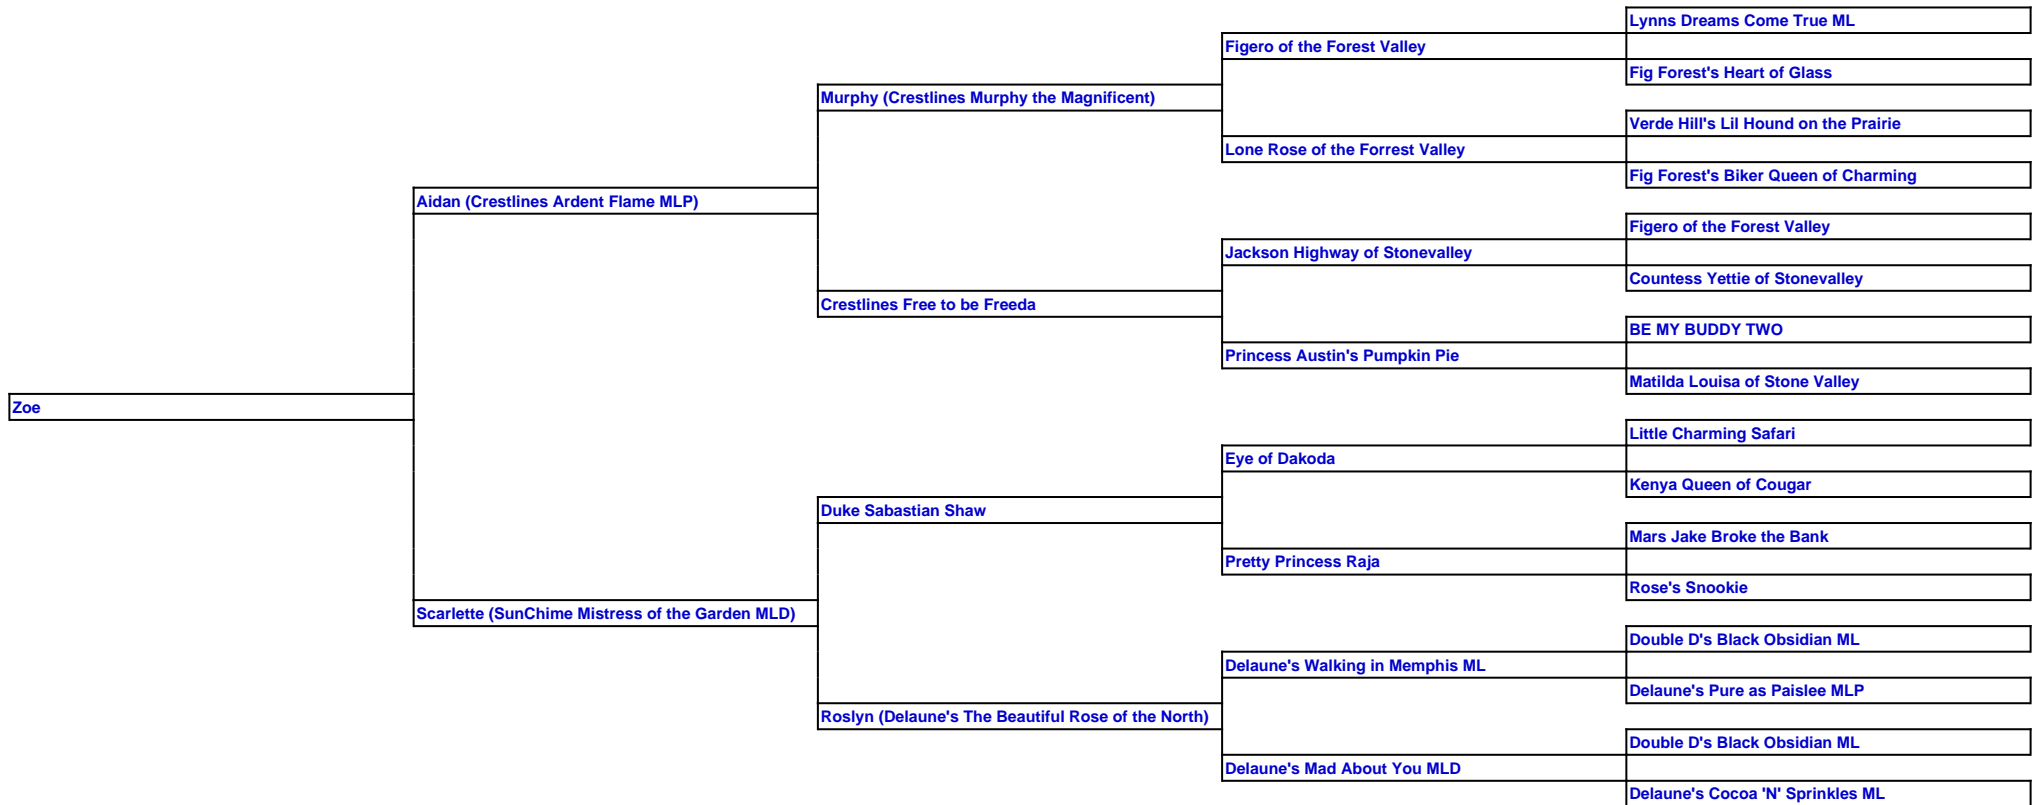 Lynns Dreams Come True ML
Figero of the Forest Valley
Fig Forest's Heart of Glass
Murphy (Crestlines Murphy the Magnificent)
Verde Hill's Lil Hound on the Prairie
Lone Rose of the Forrest Valley
Fig Forest's Biker Queen of Charming
Aidan (Crestlines Ardent Flame MLP)
Figero of the Forest Valley
Jackson Highway of Stonevalley
Countess Yettie of Stonevalley
Crestlines Free to be Freeda
BE MY BUDDY TWO
Princess Austin's Pumpkin Pie
Matilda Louisa of Stone Valley
Zoe
Little Charming Safari
Eye of Dakoda
Kenya Queen of Cougar
Duke Sabastian Shaw
Mars Jake Broke the Bank
Pretty Princess Raja
Rose's Snookie
Scarlette (SunChime Mistress of the Garden MLD)
Double D's Black Obsidian ML
Delaune's Walking in Memphis ML
Delaune's Pure as Paislee MLP
Roslyn (Delaune's The Beautiful Rose of the North)
Double D's Black Obsidian ML
Delaune's Mad About You MLD
Delaune's Cocoa 'N' Sprinkles ML